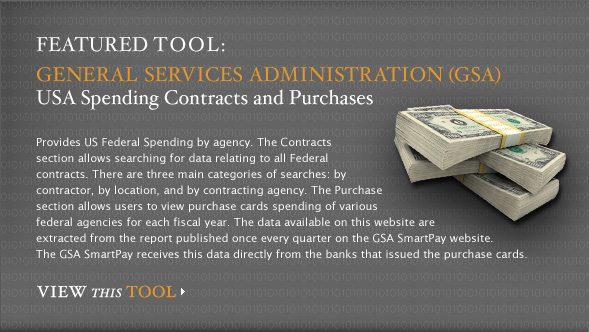 FEATURED TOOL:
GENERAL SERVICES ADMINISTRATION (GSA)
USA Spending Contracts and Purchases
Provides US Federal Spending by agency. The Contracts
section allows searching for data relating to all Federal
contracts. There are three main categories of searches: by
contractor, by location, and by contracting agency. The Purchase
section allows users to view purchase cards spending of various
federal agencies for each fiscal year. The data available on this website are
extracted from the report published once every quarter on the GSA SmartPay website.
The GSA SmartPay receives this data directly from the banks that issued the purchase cards.
VIEW THIS TOOL